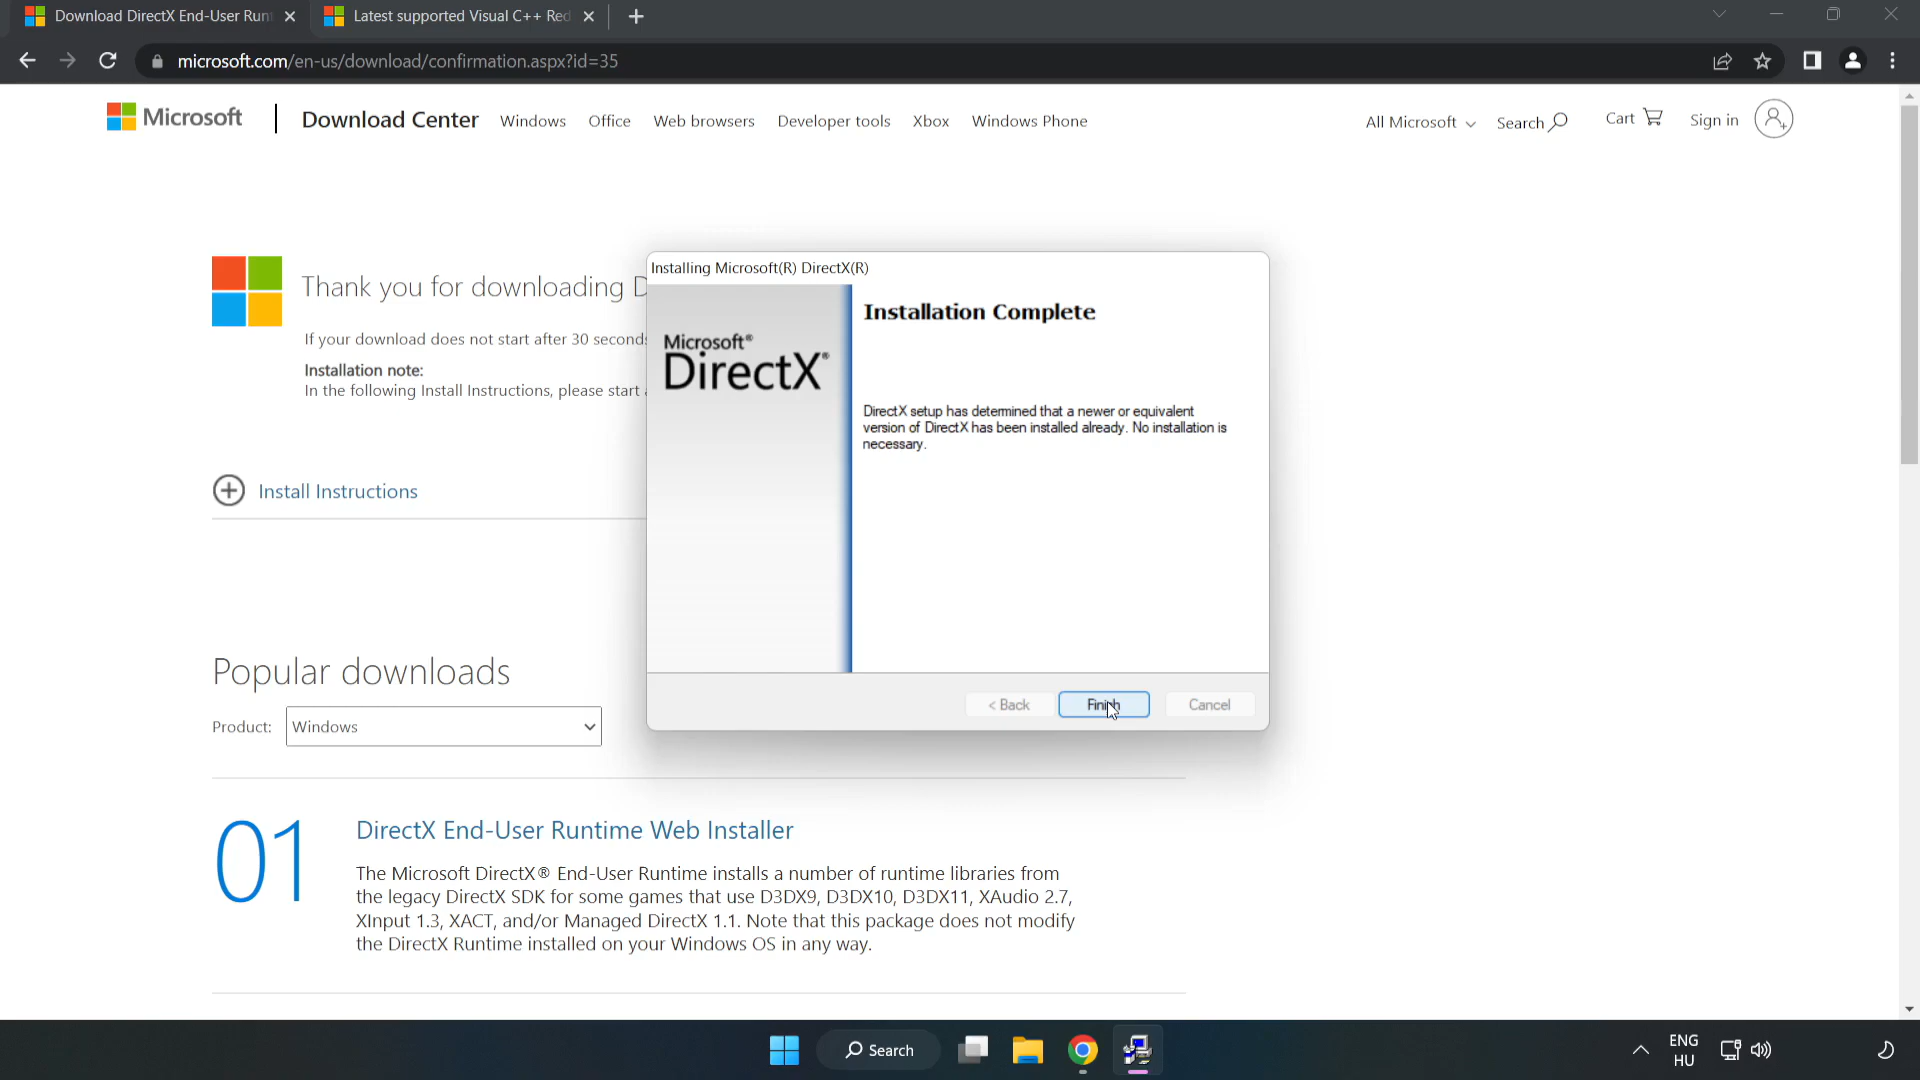 Download DirectX End-User Run
Latest supported Visual C++ Red
microsoft.com/en-us/download/confirmation.aspx?id=35
Microsoft
Download Center
Windows
Office
Web browsers
Developer tools
Xbox
Windows Phone
All Microsoft
Search
Cart
Sign in
Thank you for downloading D
If your download does not start after 30 seconds
Installation note:
In the following Install Instructions, please start
Install Instructions
Installing Microsoft(R) DirectX(R)
Microsoft®
DirectX®
Installation Complete
DirectX setup has determined that a newer or equivalent
version of DirectX has been installed already. No installation is
necessary.
< Back
Finish
Cancel
Popular downloads
Product:
Windows
01
DirectX End-User Runtime Web Installer
The Microsoft DirectX® End-User Runtime installs a number of runtime libraries from
the legacy DirectX SDK for some games that use D3DX9, D3DX10, D3DX11, XAudio 2.7,
XInput 1.3, XACT, and/or Managed DirectX 1.1. Note that this package does not modify
the DirectX Runtime installed on your Windows OS in any way.
Search
ENG
HU